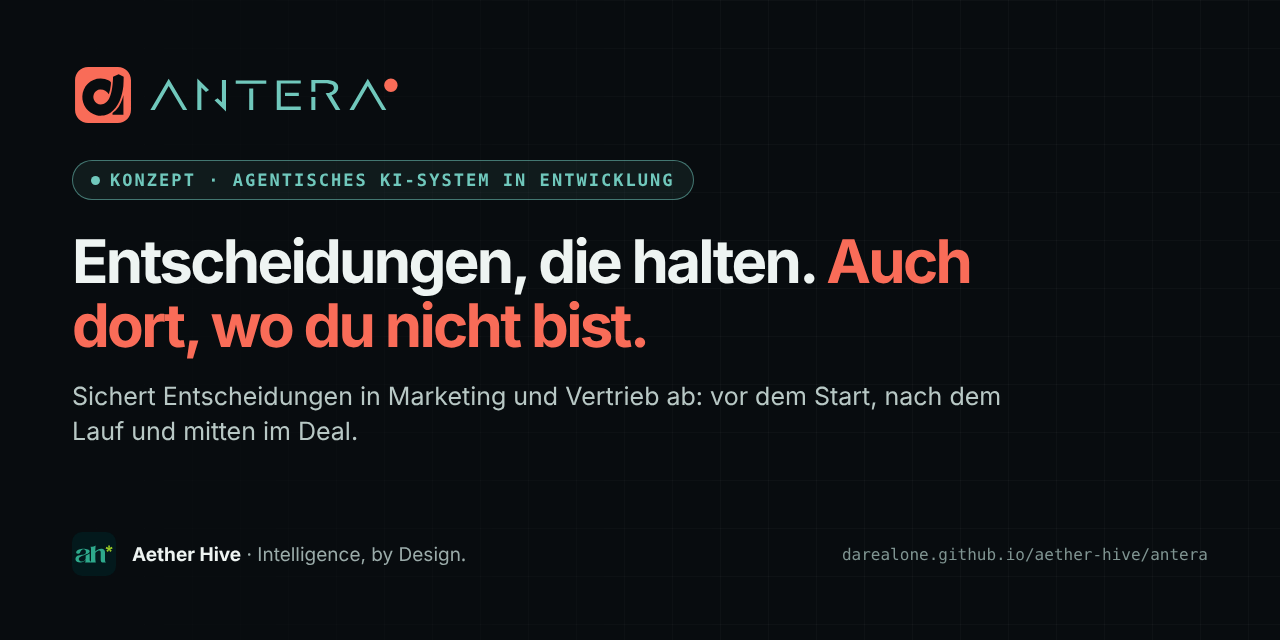 ANTERA
KONZEPT · AGENTISCHES KI-SYSTEM IN ENTWICKLUNG
Entscheidungen, die halten. Auch
dort, wo du nicht bist.
Sichert Entscheidungen in Marketing und Vertrieb ab: vor dem Start, nach dem
Lauf und mitten im Deal.
ah* Aether Hive · Intelligence, by Design.
darealone.github.io/aether-hive/antera